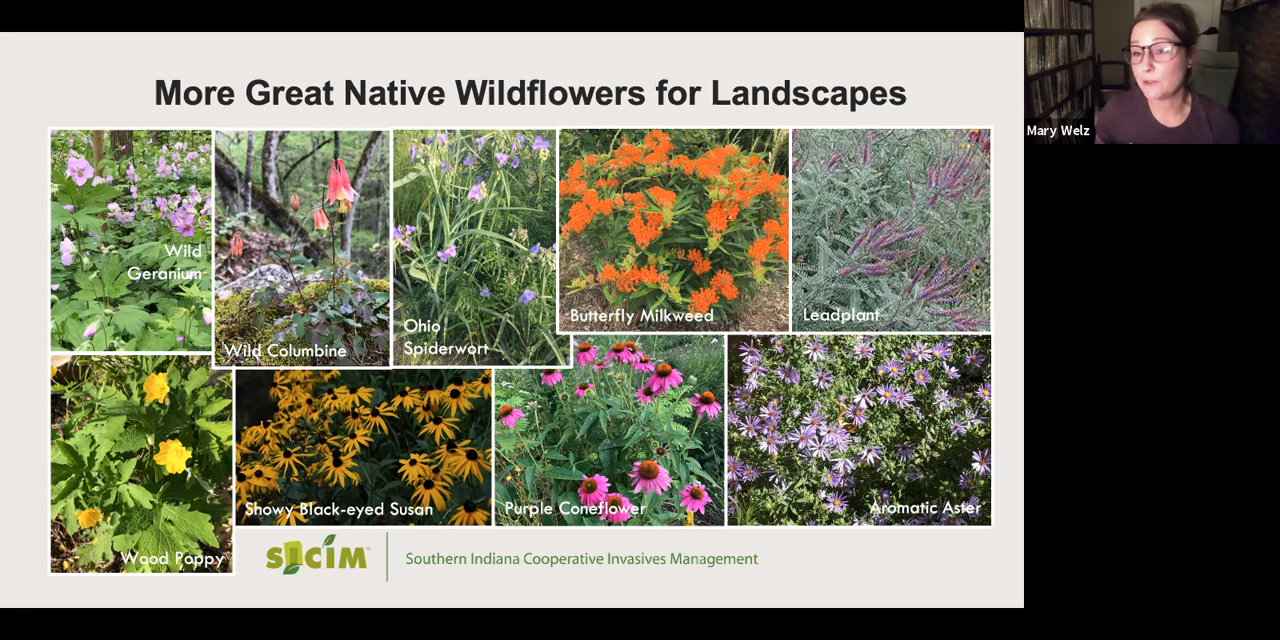 More Great Native Wildflowers for Landscapes
Mary Welz
Wild
Geranium
Wild Columbine
Ohio
Spiderwort
Butterfly Milkweed
Leadplant
Wood Poppy
Showy Black-eyed Susan
Purple Coneflower
Aromatic Aster
SICIM™
Southern Indiana Cooperative Invasives Management